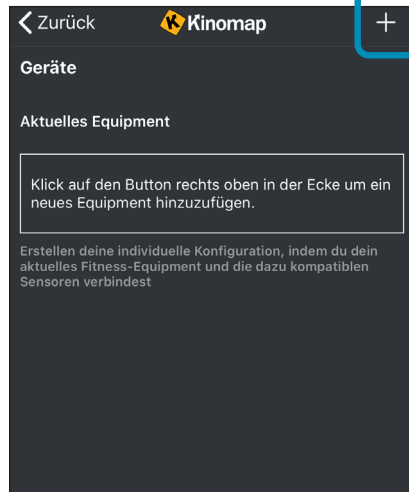 Zurück Kinomap +
Geräte
Aktuelles Equipment
Klick auf den Button rechts oben in der Ecke um ein
neues Equipment hinzuzufügen.
Erstellen deine individuelle Konfiguration, indem du dein
aktuelles Fitness-Equipment und die dazu kompatiblen
Sensoren verbindest